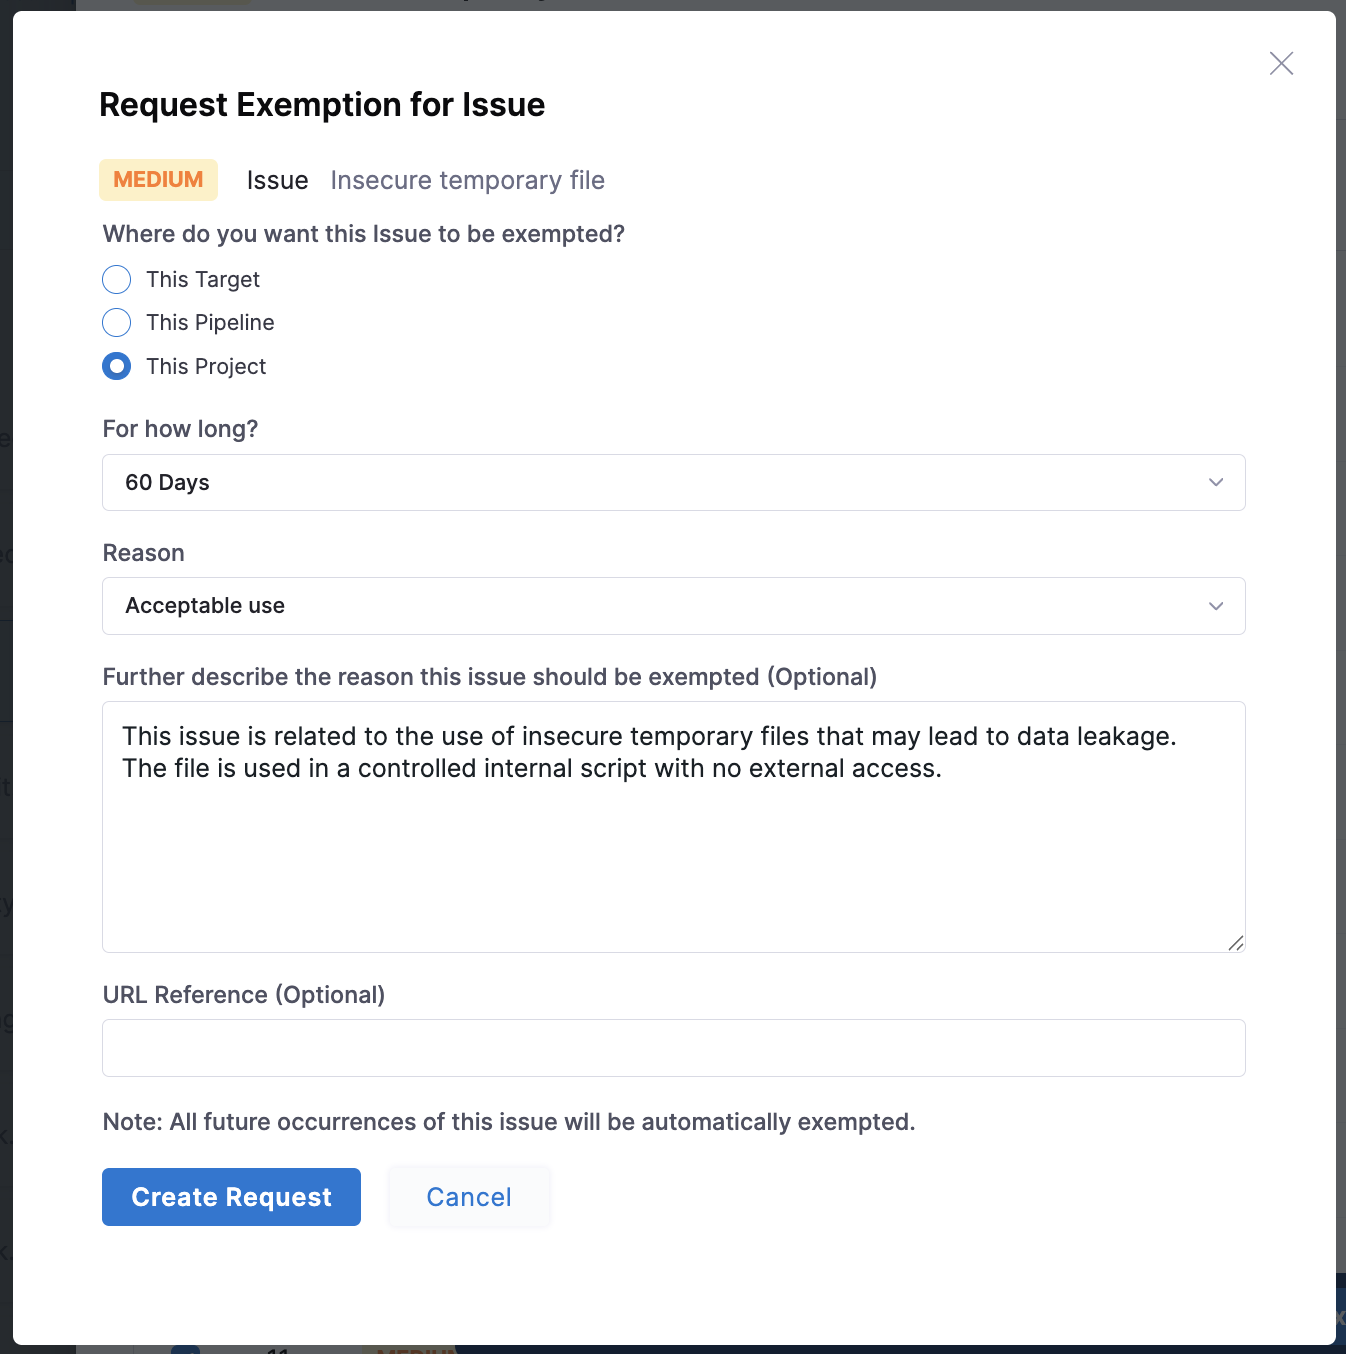 Request Exemption for Issue
MEDIUM Issue Insecure temporary file
Where do you want this Issue to be exempted?
This Target
This Pipeline
This Project
For how long?
60 Days
Reason
Acceptable use
Further describe the reason this issue should be exempted (Optional)
This issue is related to the use of insecure temporary files that may lead to data leakage.
The file is used in a controlled internal script with no external access.
URL Reference (Optional)
Note: All future occurrences of this issue will be automatically exempted.
Create Request Cancel